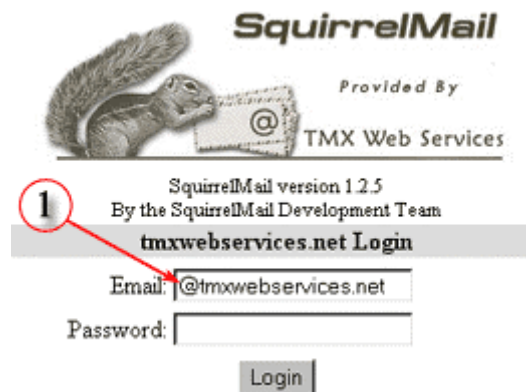 SquirrelMail
Provided By
@
TMX Web Services
SquirrelMail version 1.2.5
By the SquirrelMail Development Team
1
tmxwebservices.net Login
Email: @tmxwebservices.net
Password:
Login